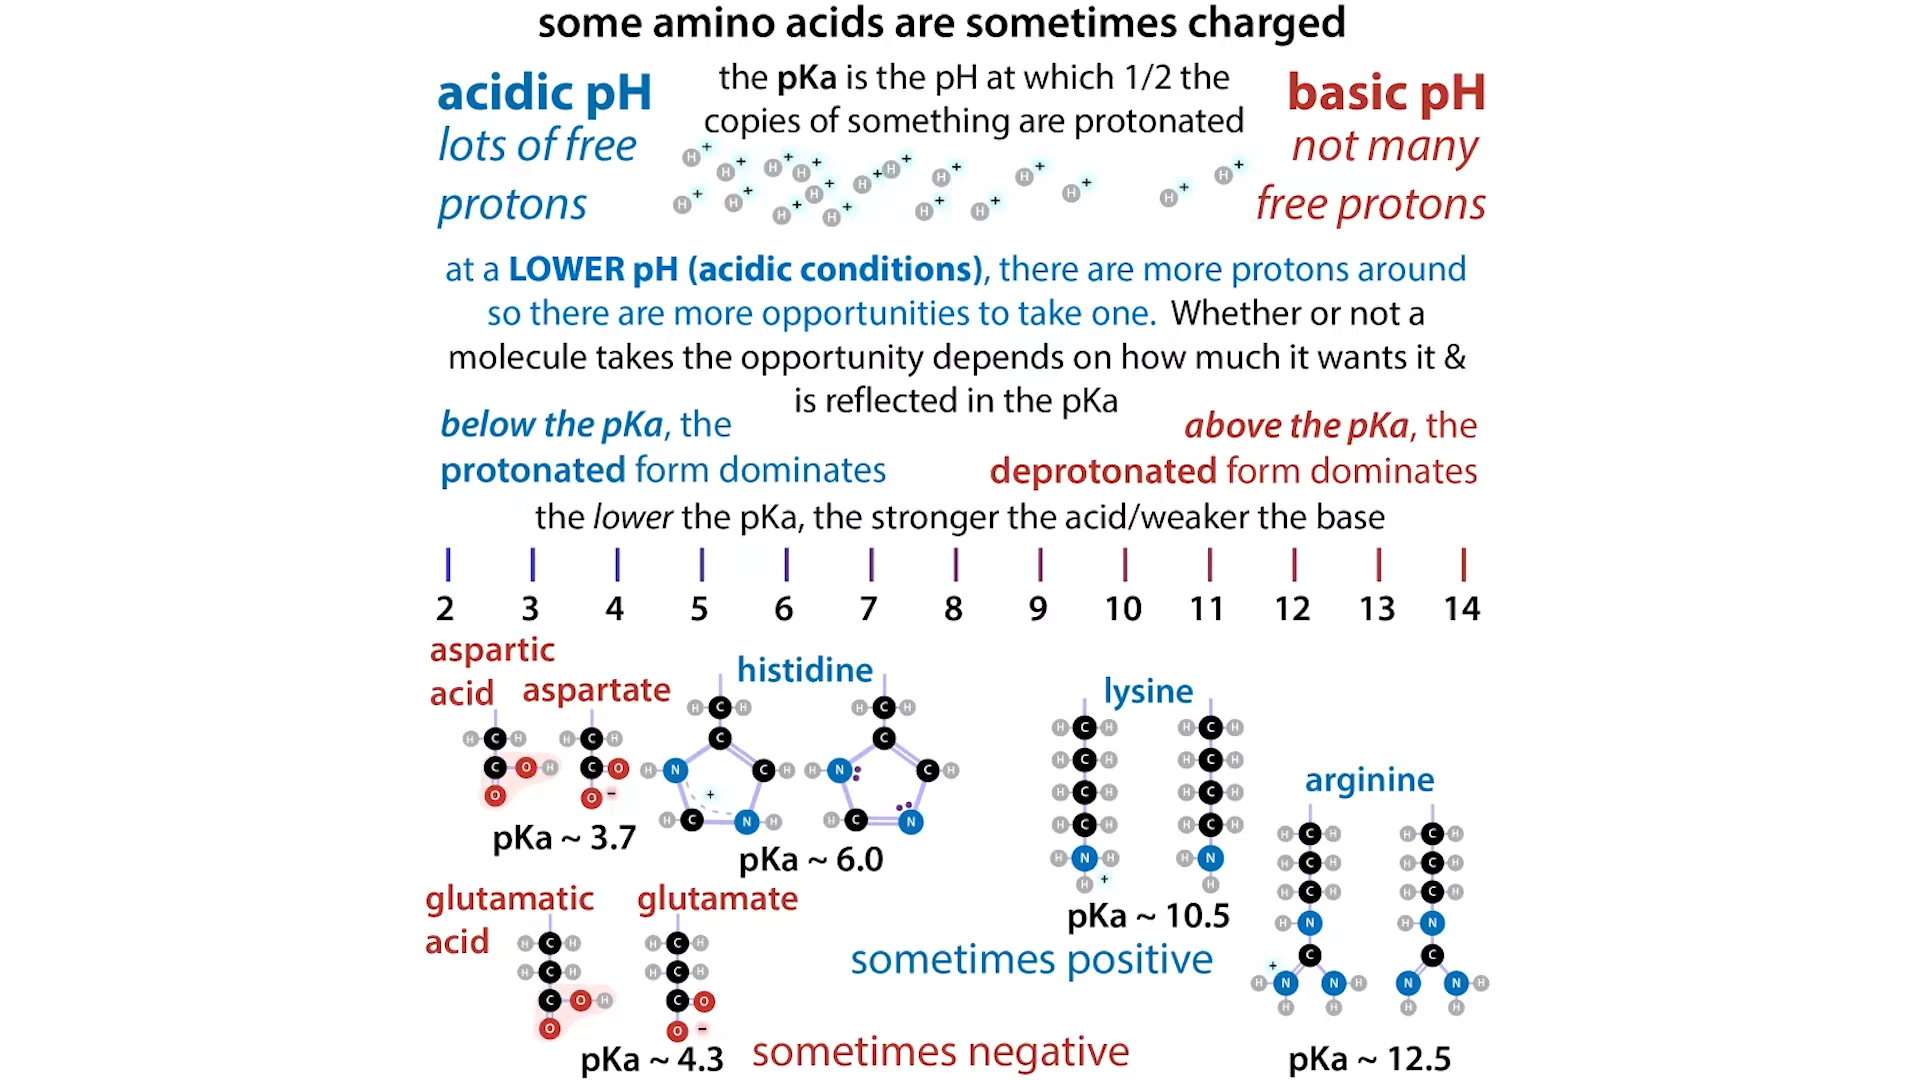 some amino acids are sometimes charged
acidic pH
lots of free
protons
the pKa is the pH at which 1/2 the
copies of something are protonated
basic pH
not many
free protons
H+ H+ H+ H+ H+ H+ H+ H+ H+ H+
H+ H+ H+ H+ H+ H+ H+ H+ H+
at a LOWER pH (acidic conditions), there are more protons around
so there are more opportunities to take one. Whether or not a
molecule takes the opportunity depends on how much it wants it &
is reflected in the pKa
below the pKa, the
protonated form dominates
above the pKa, the
deprotonated form dominates
the lower the pKa, the stronger the acid/weaker the base
2 3 4 5 6 7 8 9 10 11 12 13 14
aspartic
acid
aspartate
H C H
C O H
O
H C H
C O
O −
pKa ~ 3.7
histidine
H C H
C
H N C H
+
H C N H
H C H
C
H N C H
H C N
pKa ~ 6.0
lysine
H C H
H C H
H C H
H C H
H N H
H +
H C H
H C H
H C H
H C H
H N
H
pKa ~ 10.5
arginine
H C H
H C H
H C H
H N
C
+
H N N H
H H
H C H
H C H
H C H
H N
C
N N H
H H
pKa ~ 12.5
glutamatic
acid
glutamate
H C H
H C H
C O H
O
H C H
H C H
C O
O −
pKa ~ 4.3
sometimes positive
sometimes negative